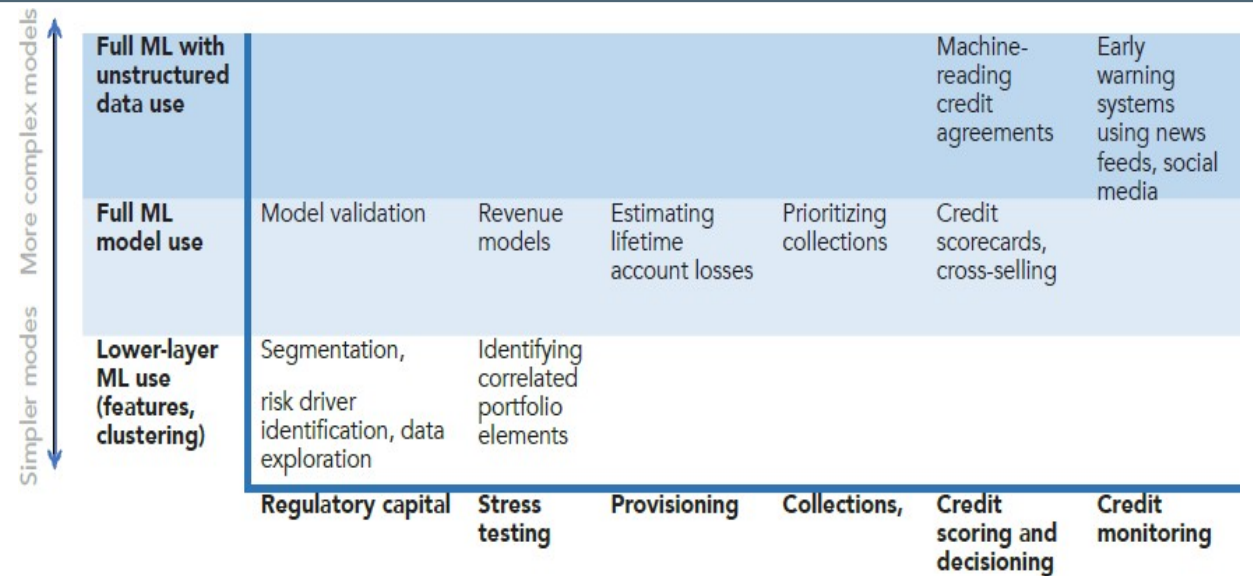 More complex models
Simpler modes
Full ML with
unstructured
data use
Machine-
reading
credit
agreements
Early
warning
systems
using news
feeds, social
media
Full ML
model use
Model validation
Revenue
models
Estimating
lifetime
account losses
Prioritizing
collections
Credit
scorecards,
cross-selling
Lower-layer
ML use
(features,
clustering)
Segmentation,
risk driver
identification, data
exploration
Identifying
correlated
portfolio
elements
Regulatory capital
Stress
testing
Provisioning
Collections,
Credit
scoring and
decisioning
Credit
monitoring